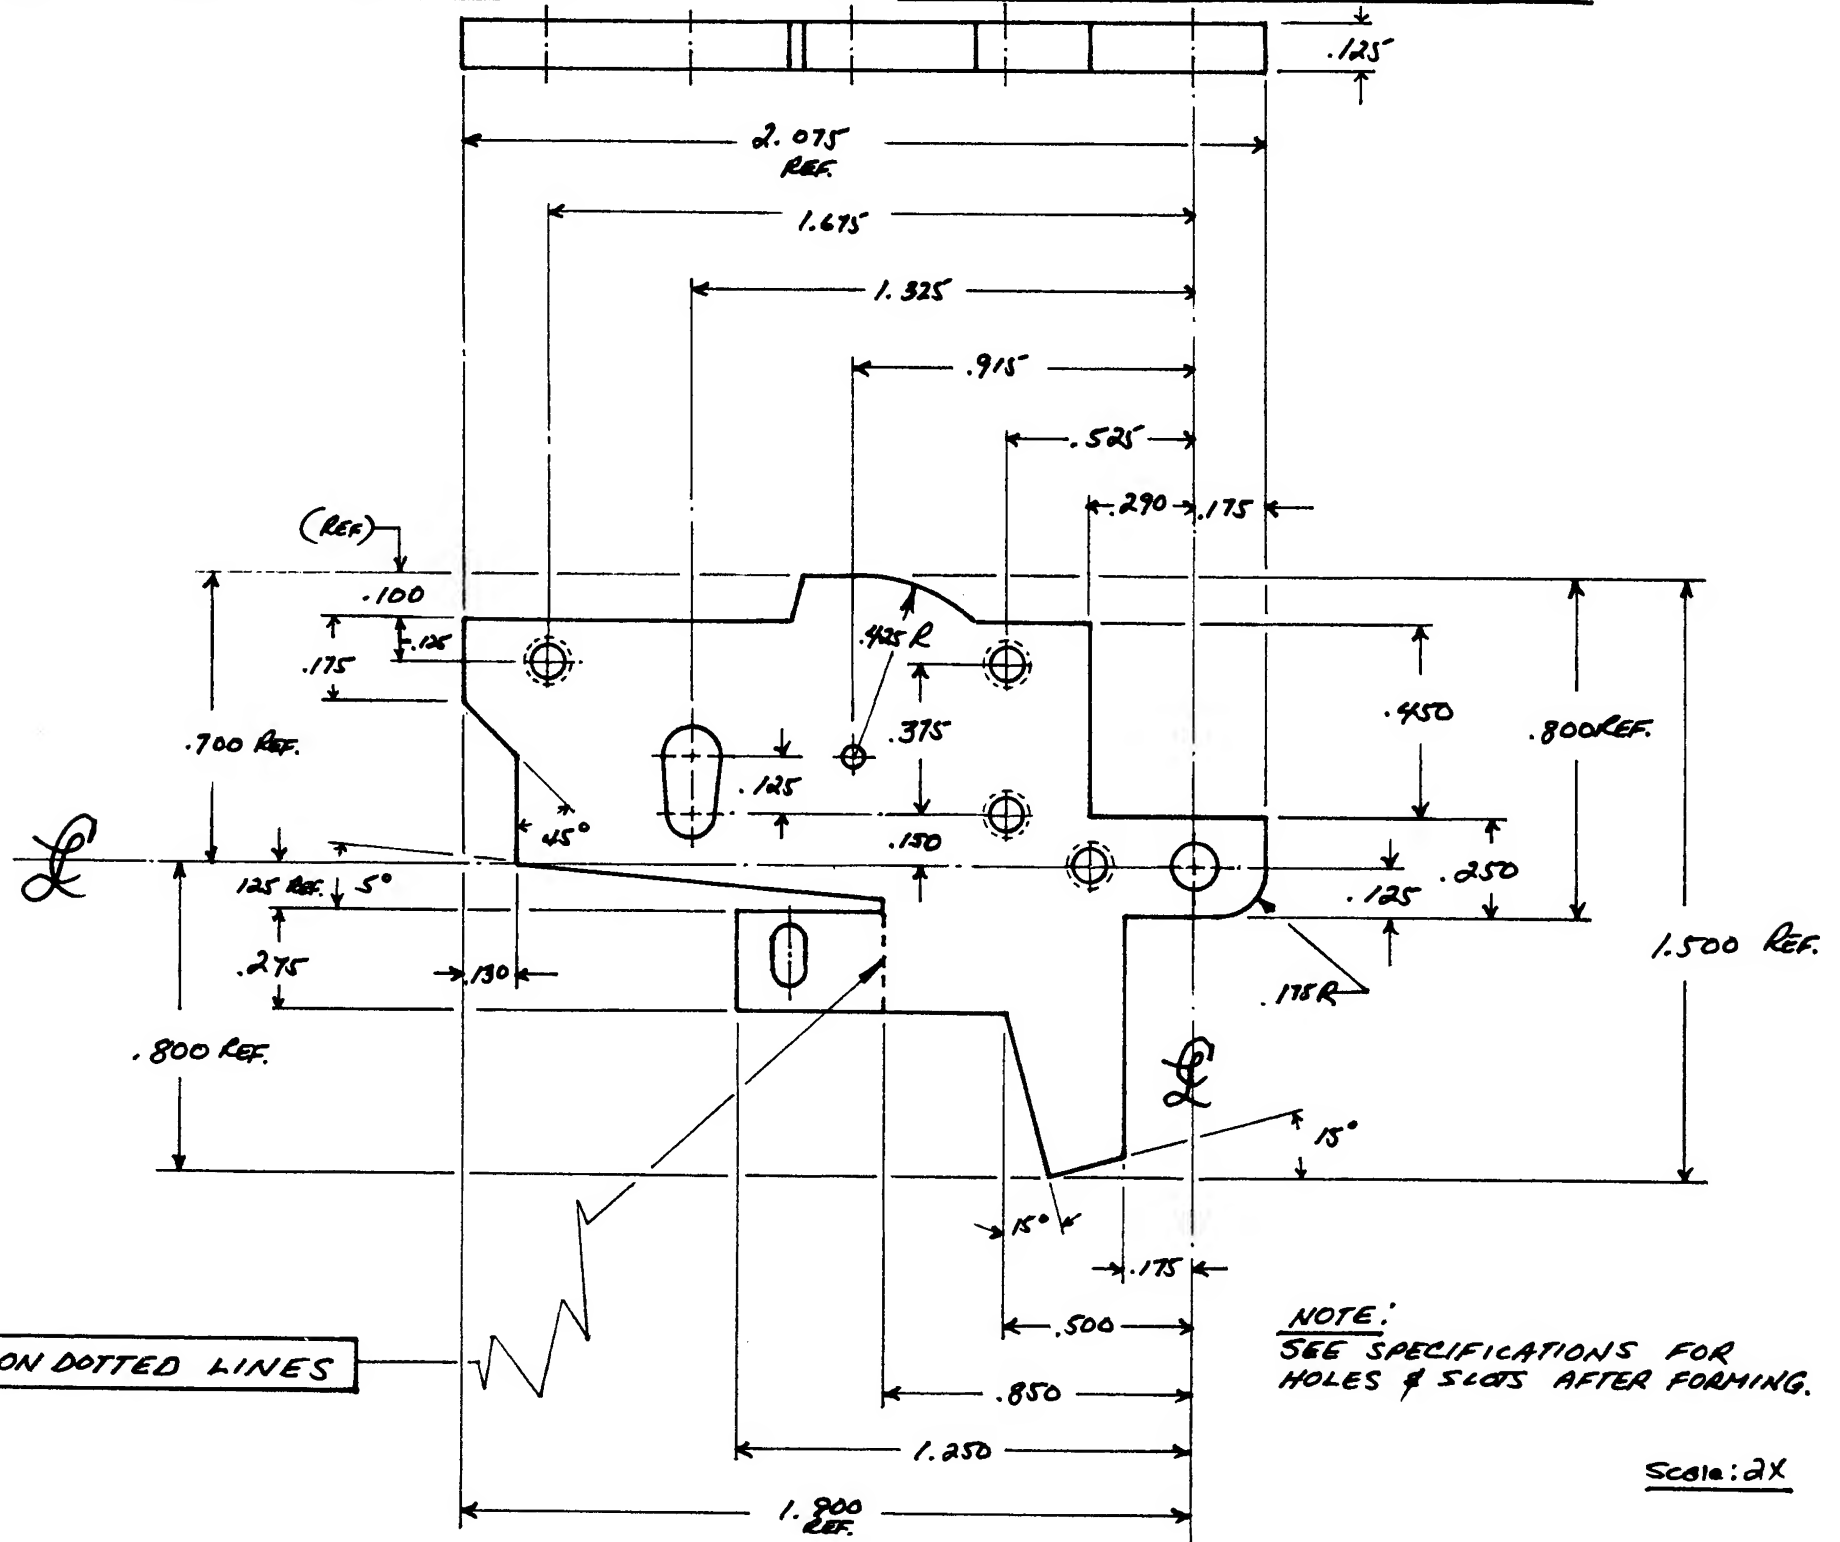 .125
2.075
REF.
1.675
1.325
.915
.525
.290
.175
(REF)
.100
.125
.175
.425 R
.375
.450
.700 REF.
.800 REF.
.125
45°
.150
℄
.125 REF.
5°
.250
.125
.275
.130
1.500 REF.
.175 R
.800 REF.
℄
15°
15°
.175
.500
NOTE:
SEE SPECIFICATIONS FOR
HOLES & SLOTS AFTER FORMING.
ON DOTTED LINES
.850
1.250
Scale: 2X
1.900
REF.